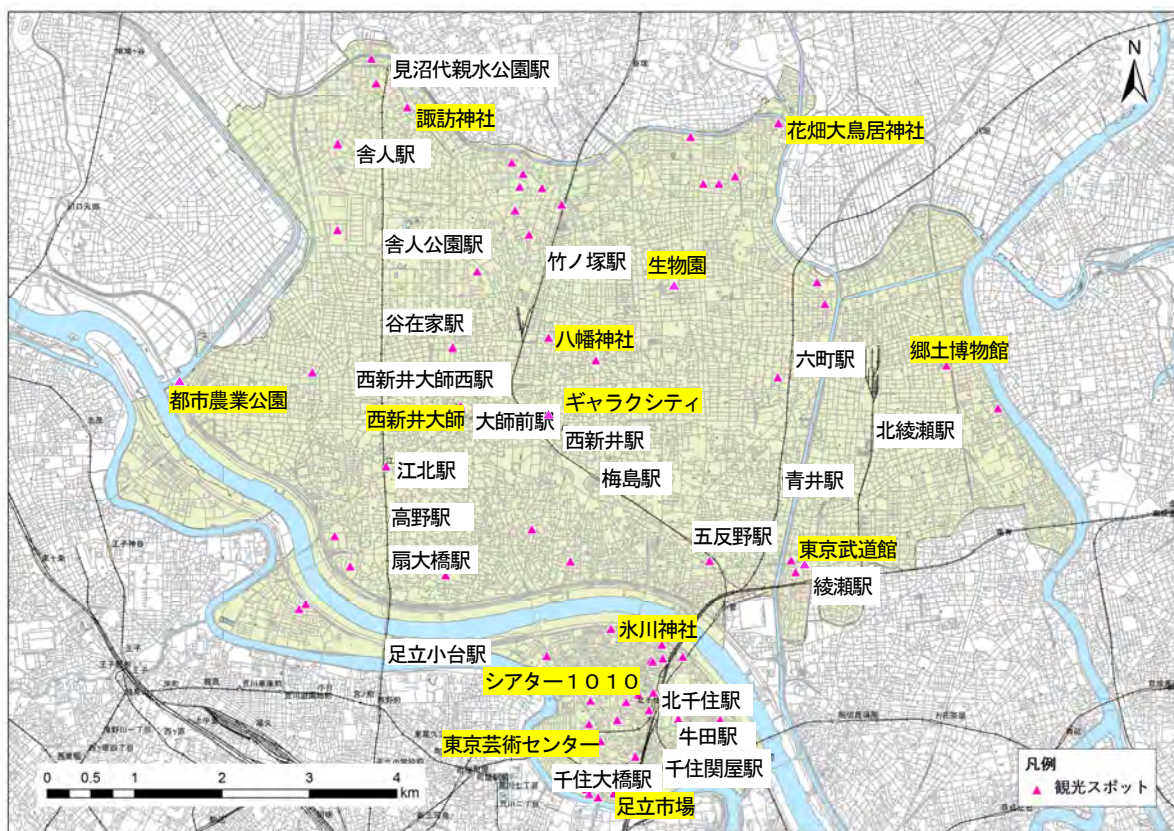 N
見沼代親水公園駅
諏訪神社
花畑大鳥居神社
舎人駅
舎人公園駅
竹ノ塚駅
生物園
谷在家駅
八幡神社
六町駅
郷土博物館
西新井大師西駅
都市農業公園
西新井大師
大師前駅
ギャラクシティ
西新井駅
北綾瀬駅
江北駅
梅島駅
青井駅
高野駅
五反野駅
東京武道館
扇大橋駅
綾瀬駅
氷川神社
足立小台駅
シアター1010
北千住駅
牛田駅
東京芸術センター
千住関屋駅
千住大橋駅
足立市場
凡例
観光スポット
0 0.5 1 2 3 4
km